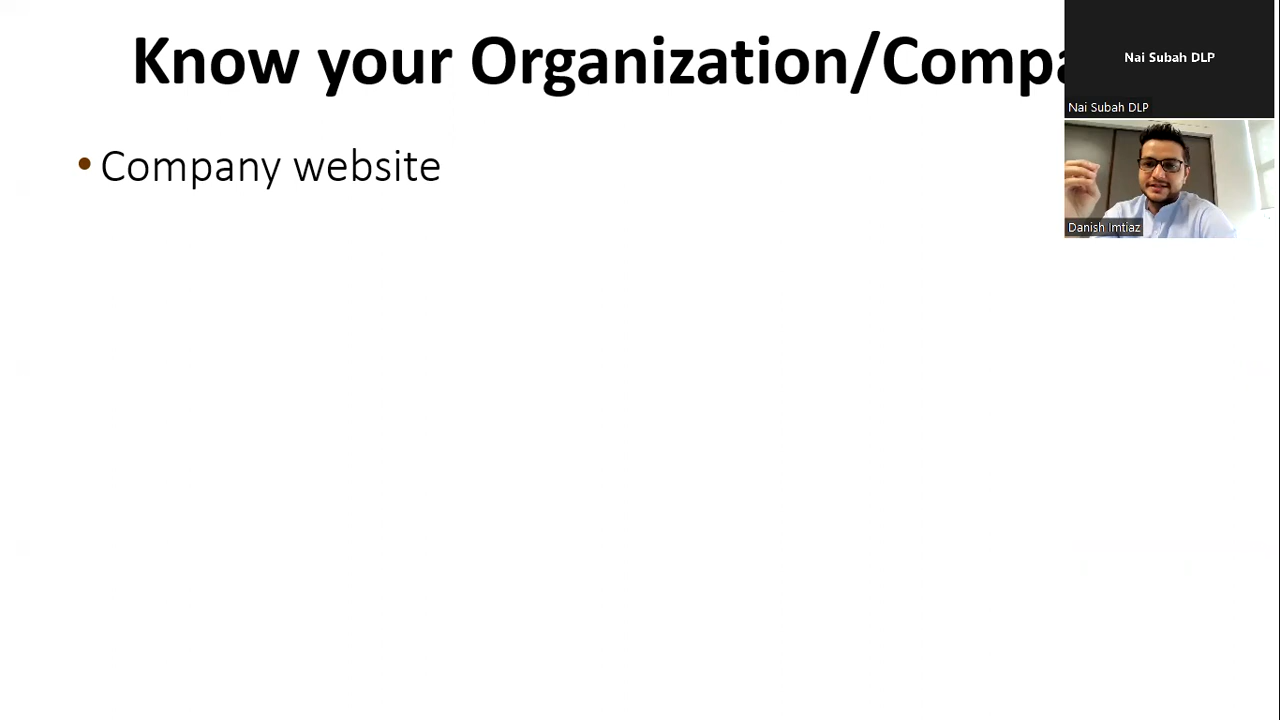 Know your Organization/Compa
• Company website
Nai Subah DLP
Nai Subah DLP
Danish Imtiaz